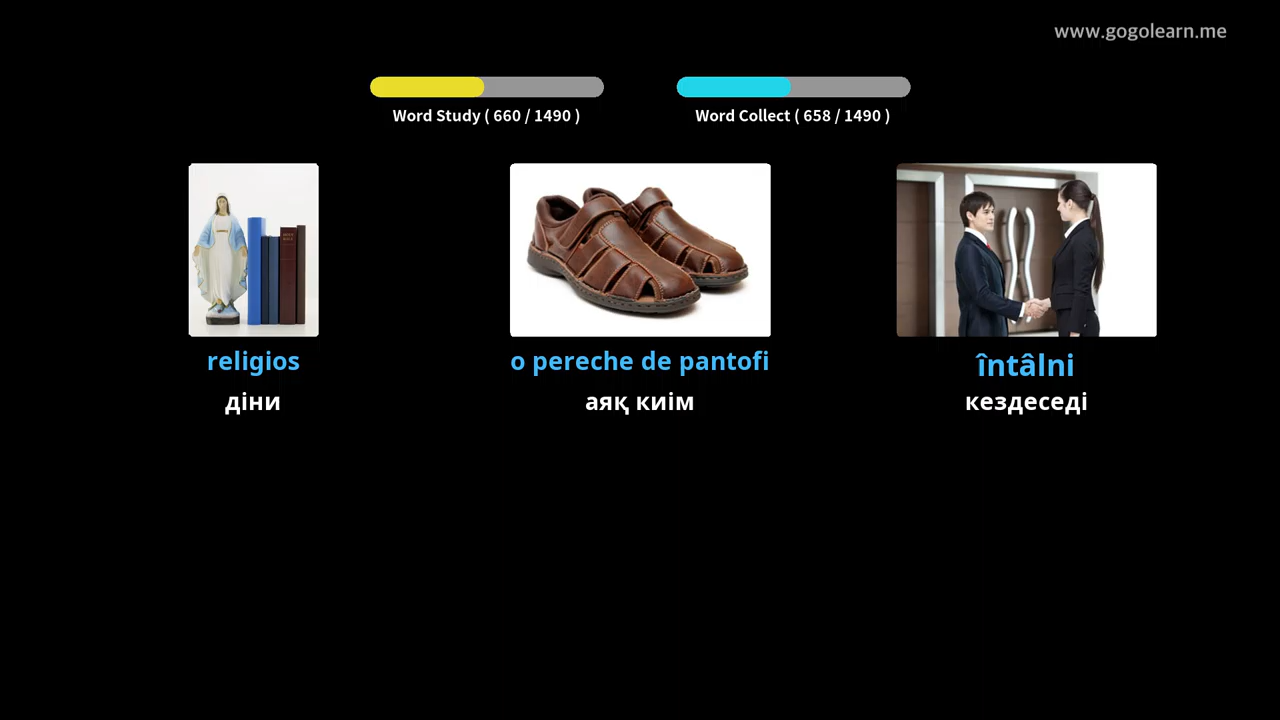 www.gogolearn.me
Word Study ( 660 / 1490 )
Word Collect ( 658 / 1490 )
religios
діни
o pereche de pantofi
аяқ киім
întâlni
кездеседі